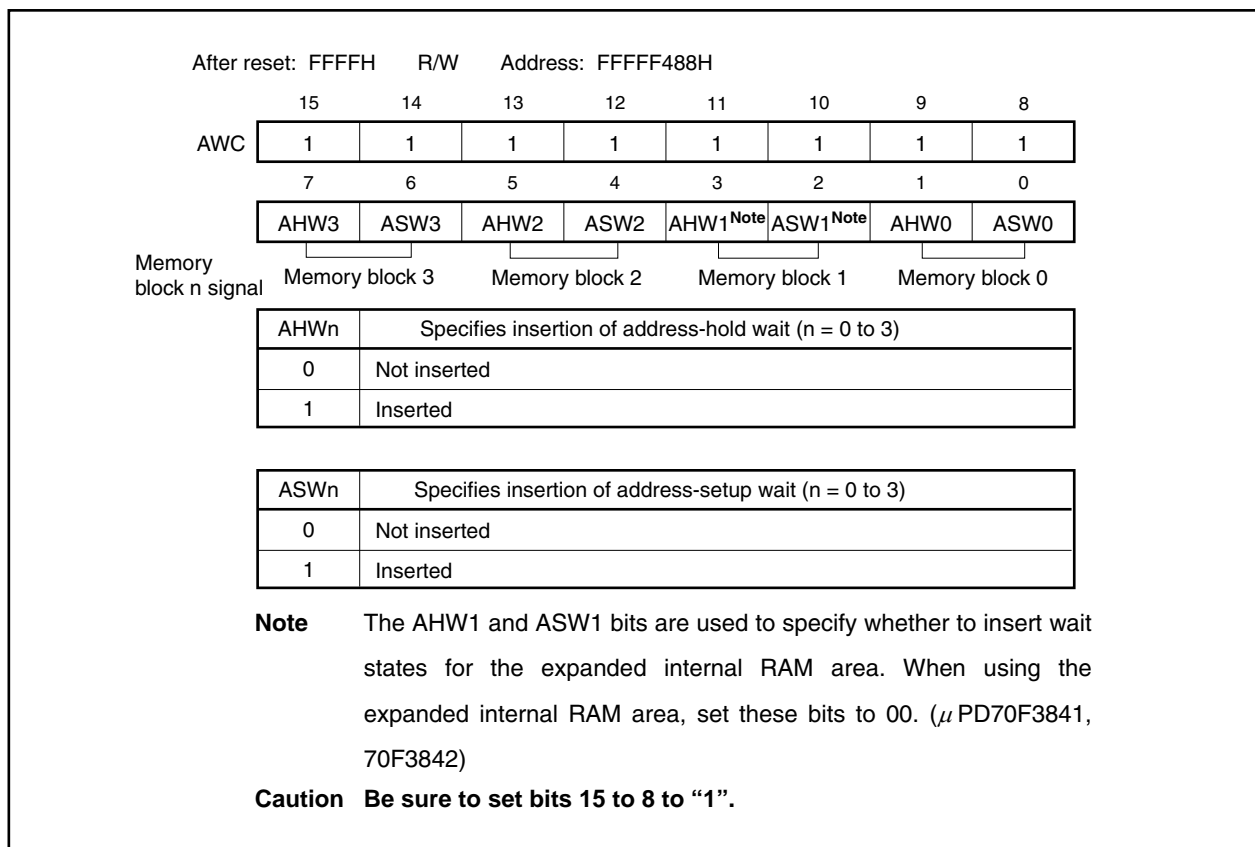 After reset: FFFFH R/W Address: FFFFF488H
15 14 13 12 11 10 9 8
AWC 1 1 1 1 1 1 1 1
7 6 5 4 3 2 1 0
AHW3 ASW3 AHW2 ASW2 AHW1Note ASW1Note AHW0 ASW0
Memory
block n signal Memory block 3 Memory block 2 Memory block 1 Memory block 0
AHWn Specifies insertion of address-hold wait (n = 0 to 3)
0 Not inserted
1 Inserted
ASWn Specifies insertion of address-setup wait (n = 0 to 3)
0 Not inserted
1 Inserted
Note The AHW1 and ASW1 bits are used to specify whether to insert wait
states for the expanded internal RAM area. When using the
expanded internal RAM area, set these bits to 00. (μ PD70F3841,
70F3842)
Caution Be sure to set bits 15 to 8 to “1”.